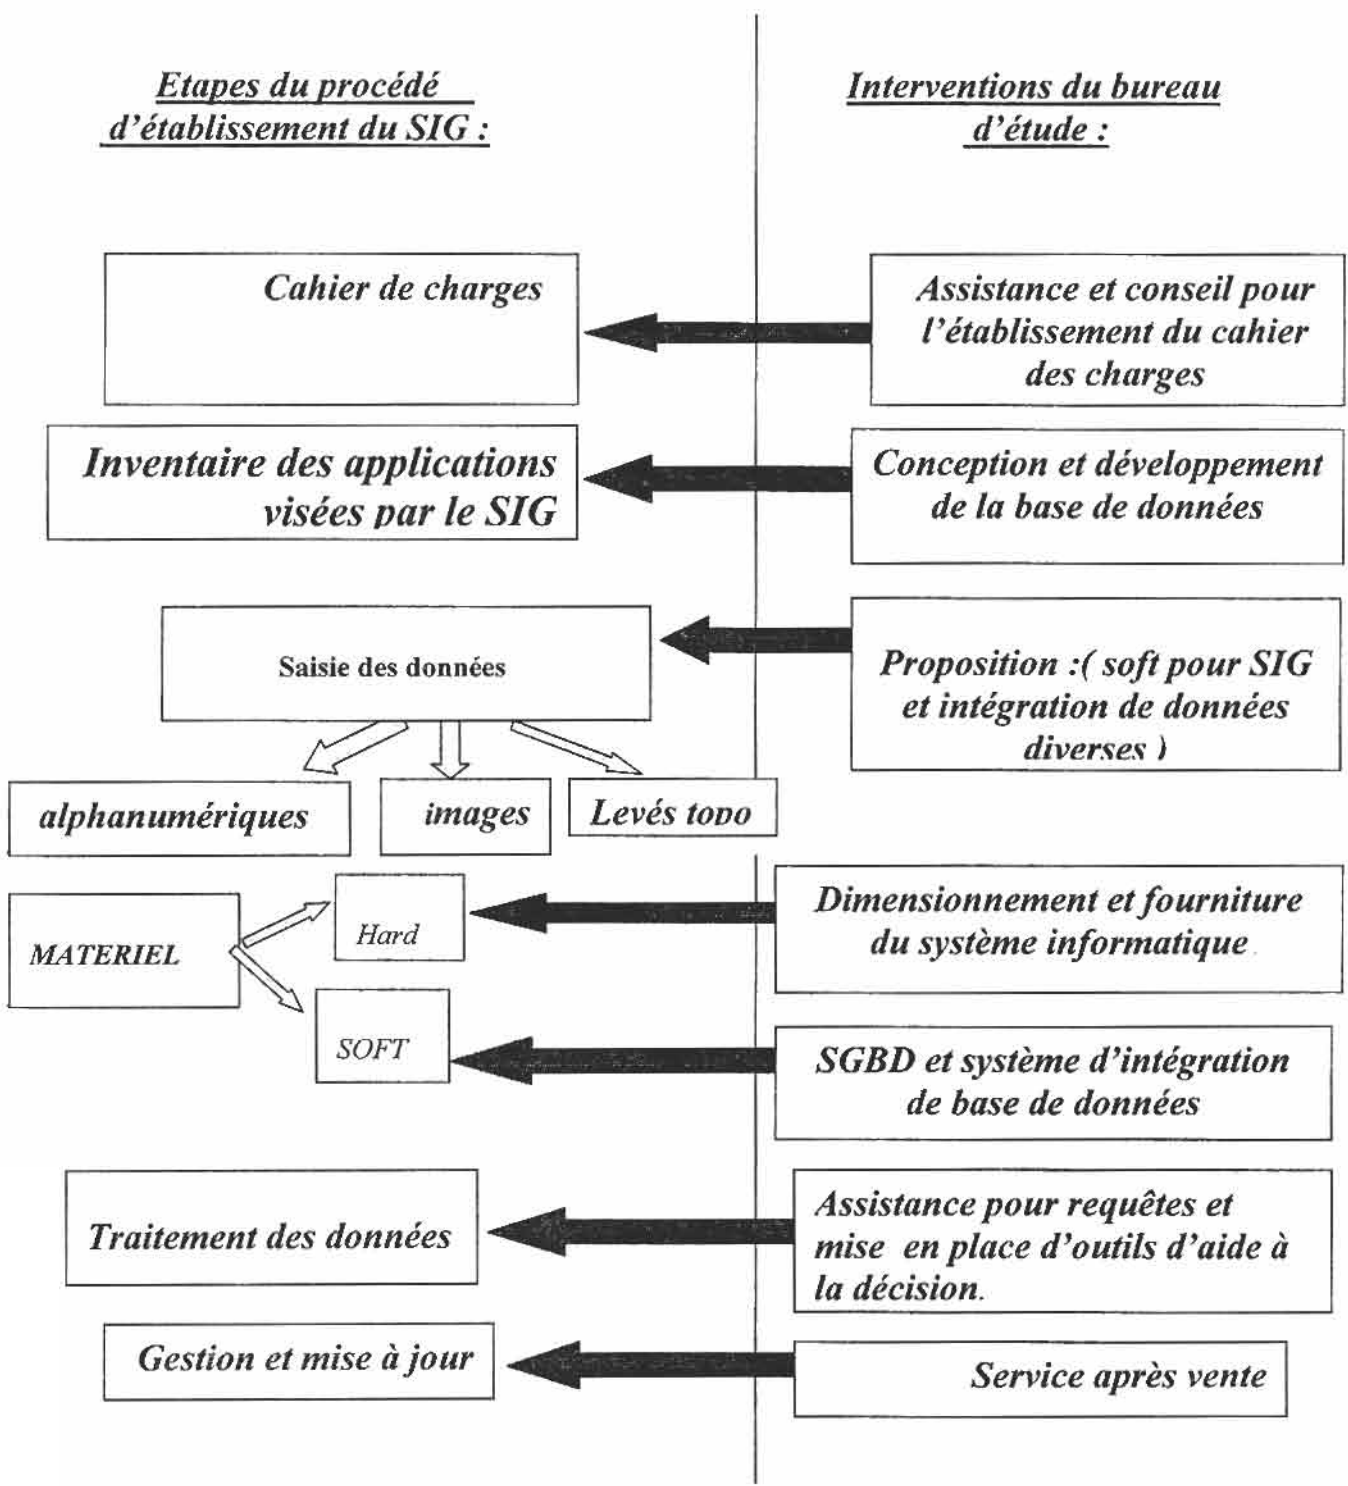 Etapes du procédé
d'établissement du SIG :
Interventions du bureau
d'étude :
Cahier de charges
Assistance et conseil pour
l'établissement du cahier
des charges
Inventaire des applications
visées par le SIG
Conception et développement
de la base de données
Saisie des données
Proposition :( soft pour SIG
et intégration de données
diverses )
alphanumériques
images
Levés topo
MATERIEL
Hard
Dimensionnement et fourniture
du système informatique.
SOFT
SGBD et système d'intégration
de base de données
Traitement des données
Assistance pour requêtes et
mise en place d'outils d'aide à
la décision.
Gestion et mise à jour
Service après vente